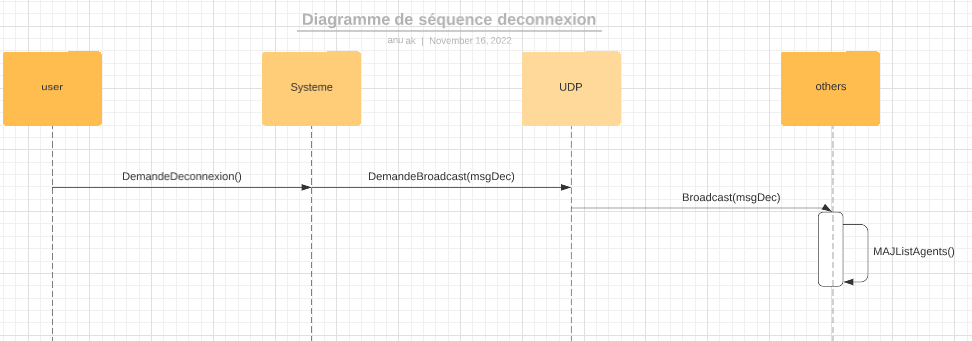 Diagramme de séquence deconnexion
anu ak | November 16, 2022
user
Systeme
UDP
others
DemandeDeconnexion()
DemandeBroadcast(msgDec)
Broadcast(msgDec)
MAJListAgents()